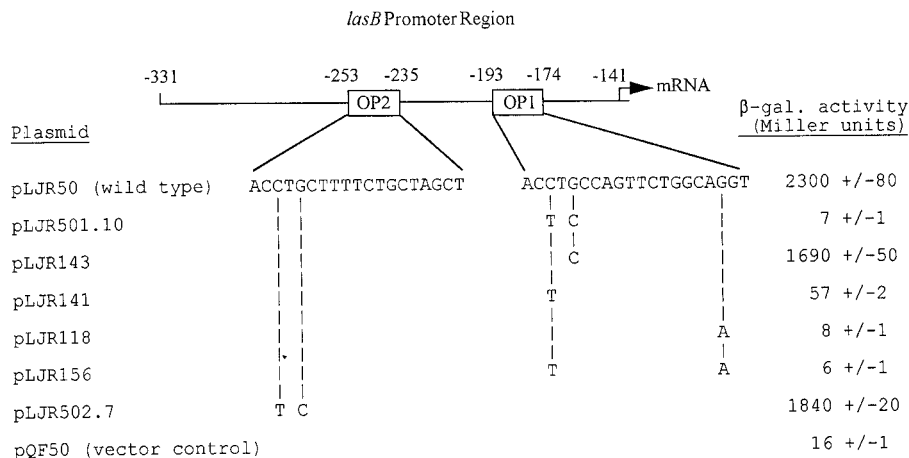 lasB Promoter Region
-331 -253 -235 -193 -174 -141
mRNA
OP2 OP1
Plasmid
β-gal. activity
(Miller units)
pLJR50 (wild type) ACCTGCTTTTCTGCTAGCT ACCTGCCAGTTCTGGCAGGT 2300 +/-80
pLJR501.10 T C 7 +/-1
pLJR143 C 1690 +/-50
pLJR141 T 57 +/-2
pLJR118 A 8 +/-1
pLJR156 T A 6 +/-1
pLJR502.7 T C 1840 +/-20
pQF50 (vector control) 16 +/-1